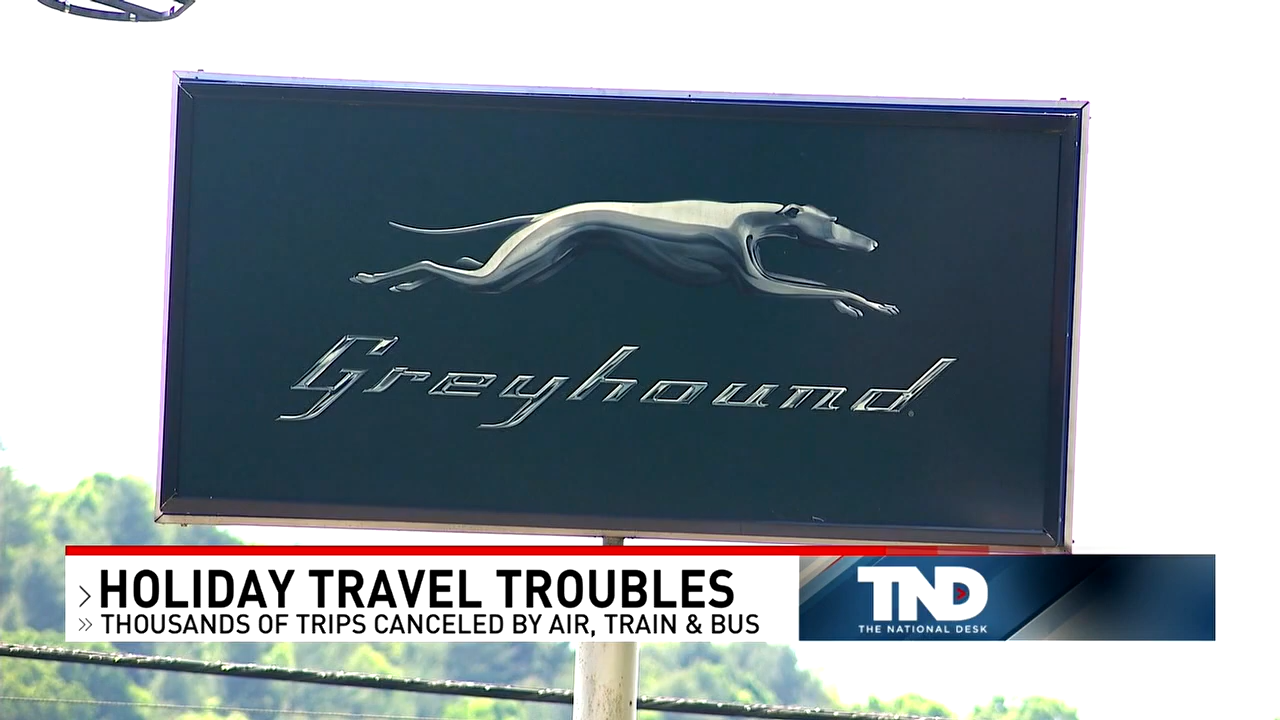 Greyhound
HOLIDAY TRAVEL TROUBLES
THOUSANDS OF TRIPS CANCELED BY AIR, TRAIN & BUS
TND
THE NATIONAL DESK